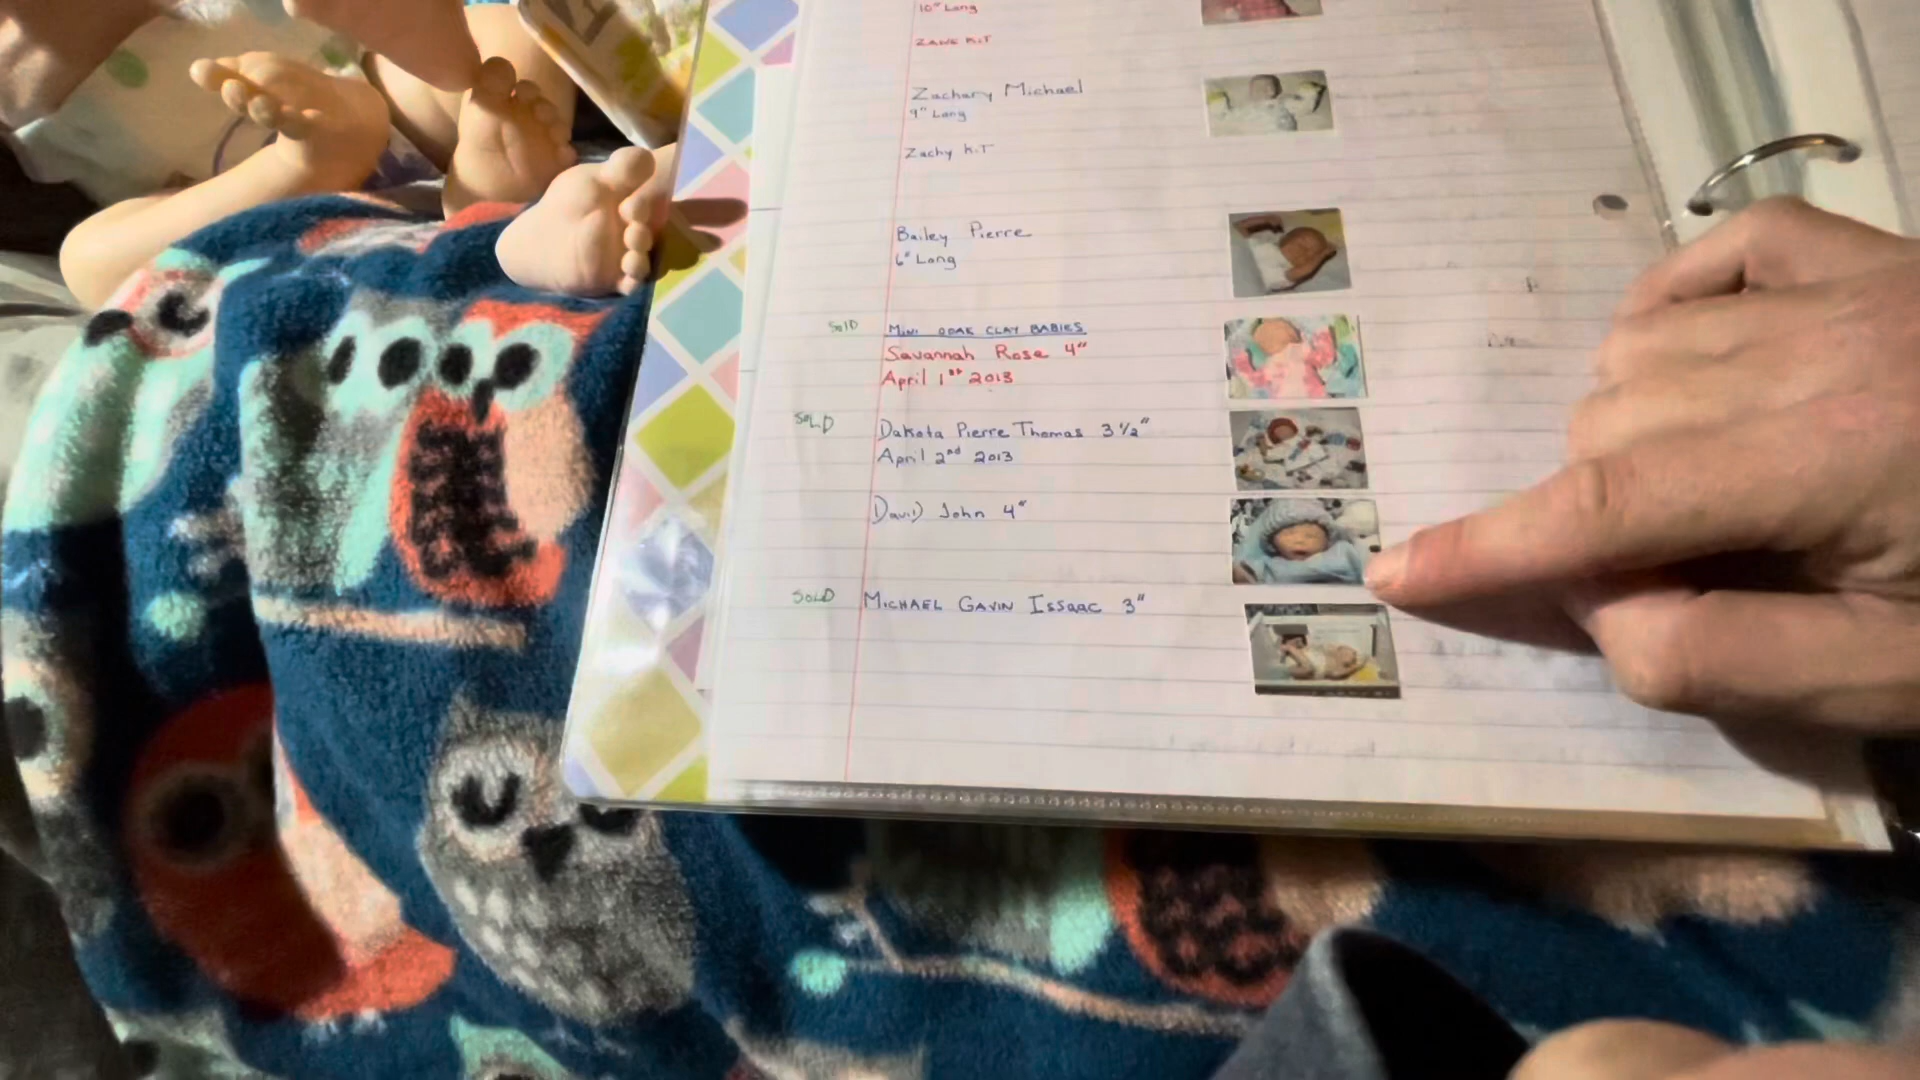 10" Long
ZANE KIT
Zachary Michael
9" Long
Zachy KIT
Bailey Pierre
6" Long
SOLD MINI OOAK CLAY BABIES
Savannah Rose 4"
April 1st 2013
SOLD Dakota Pierre Thomas 3 1/2"
April 2nd 2013
David John 4"
SOLD MICHAEL GAVIN ISSAAC 3"